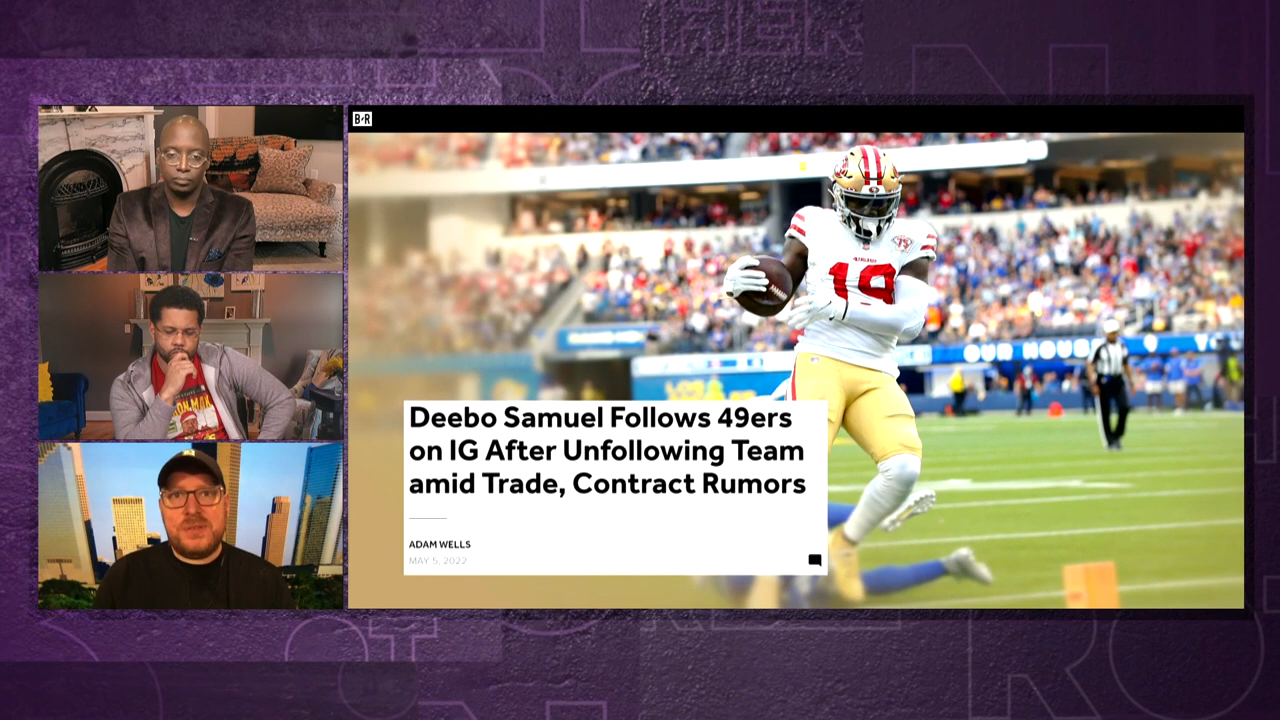 B/R
19
OUR HOUSE
Deebo Samuel Follows 49ers
on IG After Unfollowing Team
amid Trade, Contract Rumors
ADAM WELLS
MAY 5, 2022